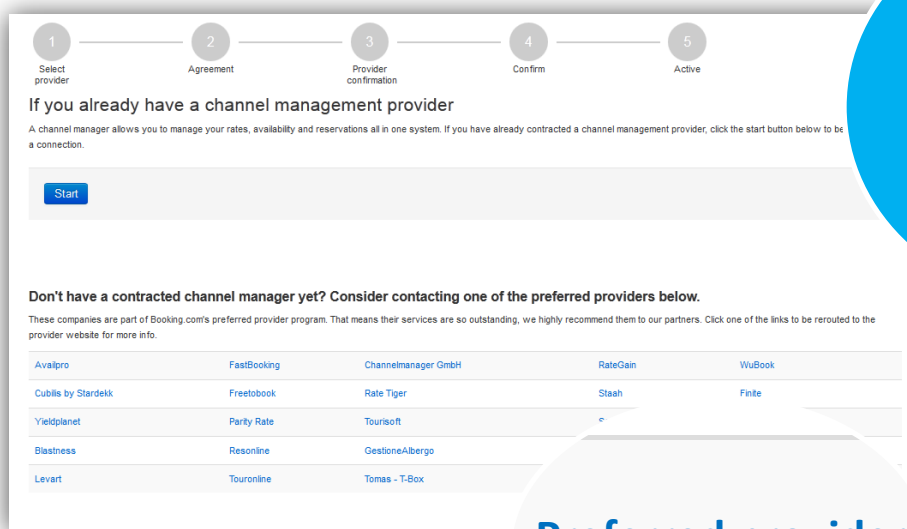 1 2 3 4 5
Select provider Agreement Provider confirmation Confirm Active
If you already have a channel management provider
A channel manager allows you to manage your rates, availability and reservations all in one system. If you have already contracted a channel management provider, click the start button below to
a connection.
Start
Don't have a contracted channel manager yet? Consider contacting one of the preferred providers below.
These companies are part of Booking.com's preferred provider program. That means their services are so outstanding, we highly recommend them to our partners. Click one of the links to be rerouted to the
provider website for more info.
Availpro FastBooking Channelmanager GmbH RateGain WuBook
Cubilis by Stardekk Freetobook Rate Tiger Staah Finite
Yieldplanet Parity Rate Tourisoft
Blastness Resonline GestioneAlbergo
Levart Touronline Tomas - T-Box